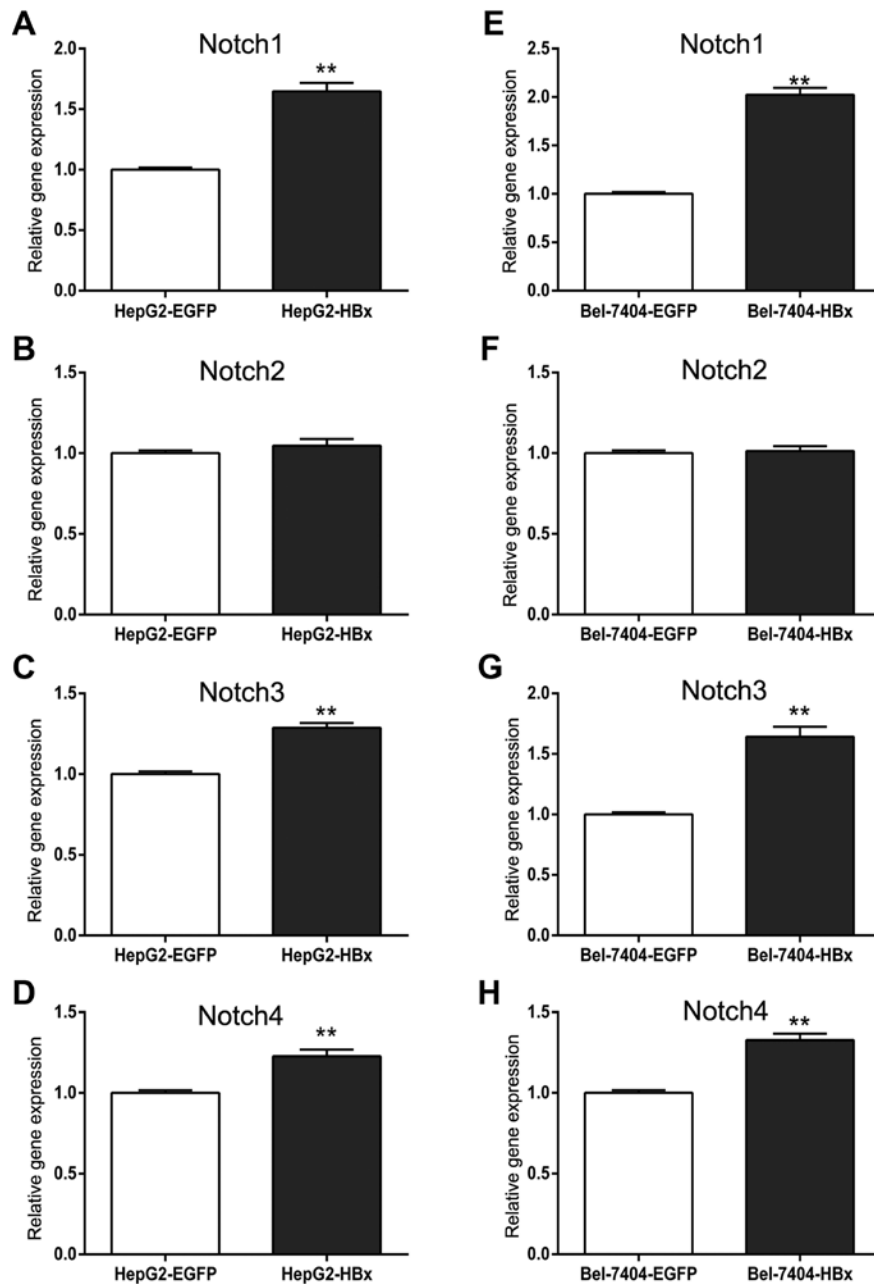 A
Notch1
Relative gene expression
2.0
1.5
1.0
0.5
0.0
**
HepG2-EGFP
HepG2-HBx
E
Notch1
Relative gene expression
2.5
2.0
1.5
1.0
0.5
0.0
**
Bel-7404-EGFP
Bel-7404-HBx
B
Notch2
Relative gene expression
1.5
1.0
0.5
0.0
HepG2-EGFP
HepG2-HBx
F
Notch2
Relative gene expression
1.5
1.0
0.5
0.0
Bel-7404-EGFP
Bel-7404-HBx
C
Notch3
Relative gene expression
1.5
1.0
0.5
0.0
**
HepG2-EGFP
HepG2-HBx
G
Notch3
Relative gene expression
2.0
1.5
1.0
0.5
0.0
**
Bel-7404-EGFP
Bel-7404-HBx
D
Notch4
Relative gene expression
1.5
1.0
0.5
0.0
**
HepG2-EGFP
HepG2-HBx
H
Notch4
Relative gene expression
1.5
1.0
0.5
0.0
**
Bel-7404-EGFP
Bel-7404-HBx